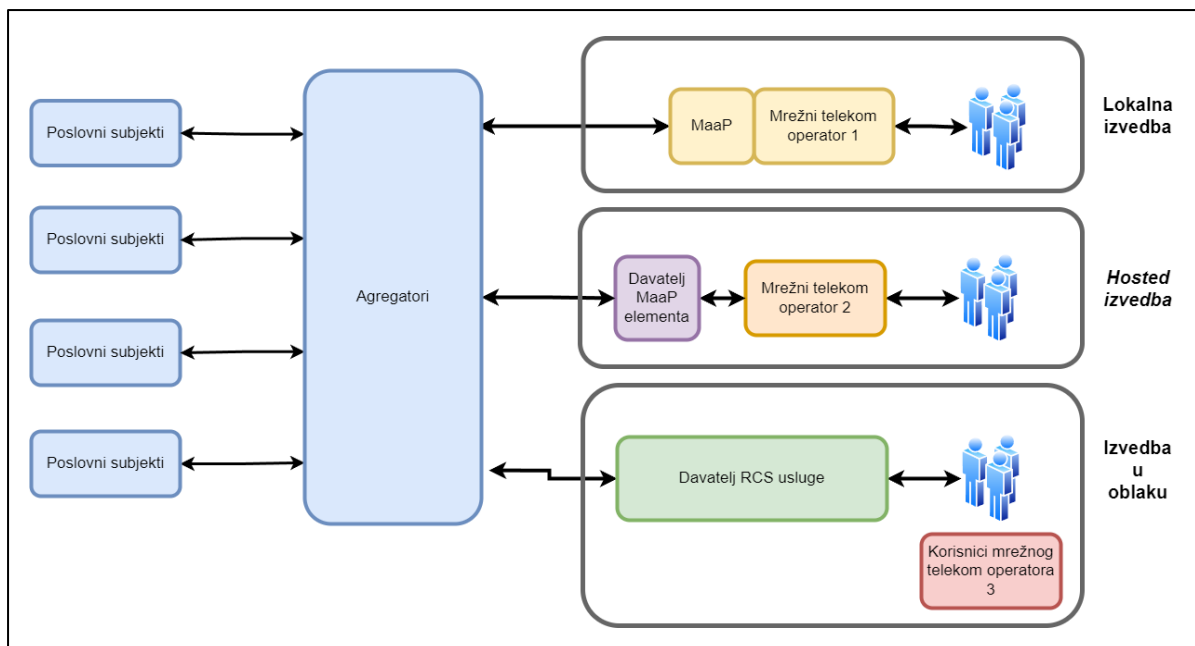 Poslovni subjekti
Poslovni subjekti
Poslovni subjekti
Poslovni subjekti
Agregatori
MaaP
Mrežni telekom
operator 1
Lokalna
izvedba
Davatelj
MaaP
elementa
Mrežni telekom
operator 2
Hosted
izvedba
Davatelj RCS usluge
Korisnici mrežnog
telekom operatora
3
Izvedba
u
oblaku